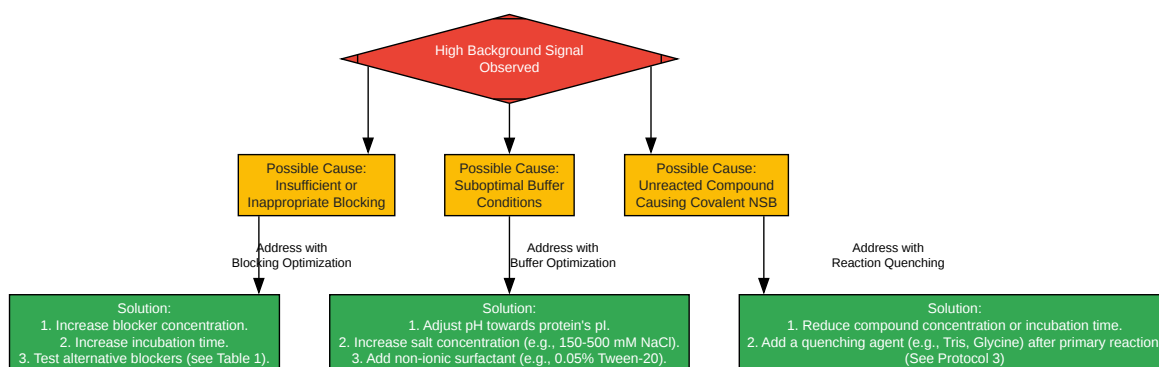 High Background Signal
Observed
Possible Cause:
Insufficient or
Inappropriate Blocking
Possible Cause:
Suboptimal Buffer
Conditions
Possible Cause:
Unreacted Compound
Causing Covalent NSB
Address with
Blocking Optimization
Address with
Buffer Optimization
Address with
Reaction Quenching
Solution:
1. Increase blocker concentration.
2. Increase incubation time.
3. Test alternative blockers (see Table 1).
Solution:
1. Adjust pH towards protein's pI.
2. Increase salt concentration (e.g., 150-500 mM NaCl).
3. Add non-ionic surfactant (e.g., 0.05% Tween-20).
Solution:
1. Reduce compound concentration or incubation time.
2. Add a quenching agent (e.g., Tris, Glycine) after primary reaction
(See Protocol 3)